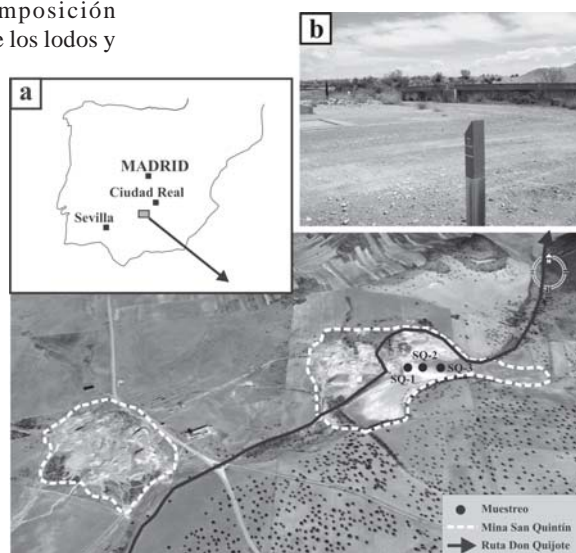 mposición
e los lodos y
b
a
MADRID
Ciudad Real
Sevilla
SQ-2
SQ-1
SQ-3
Muestreo
Mina San Quintín
Ruta Don Quijote